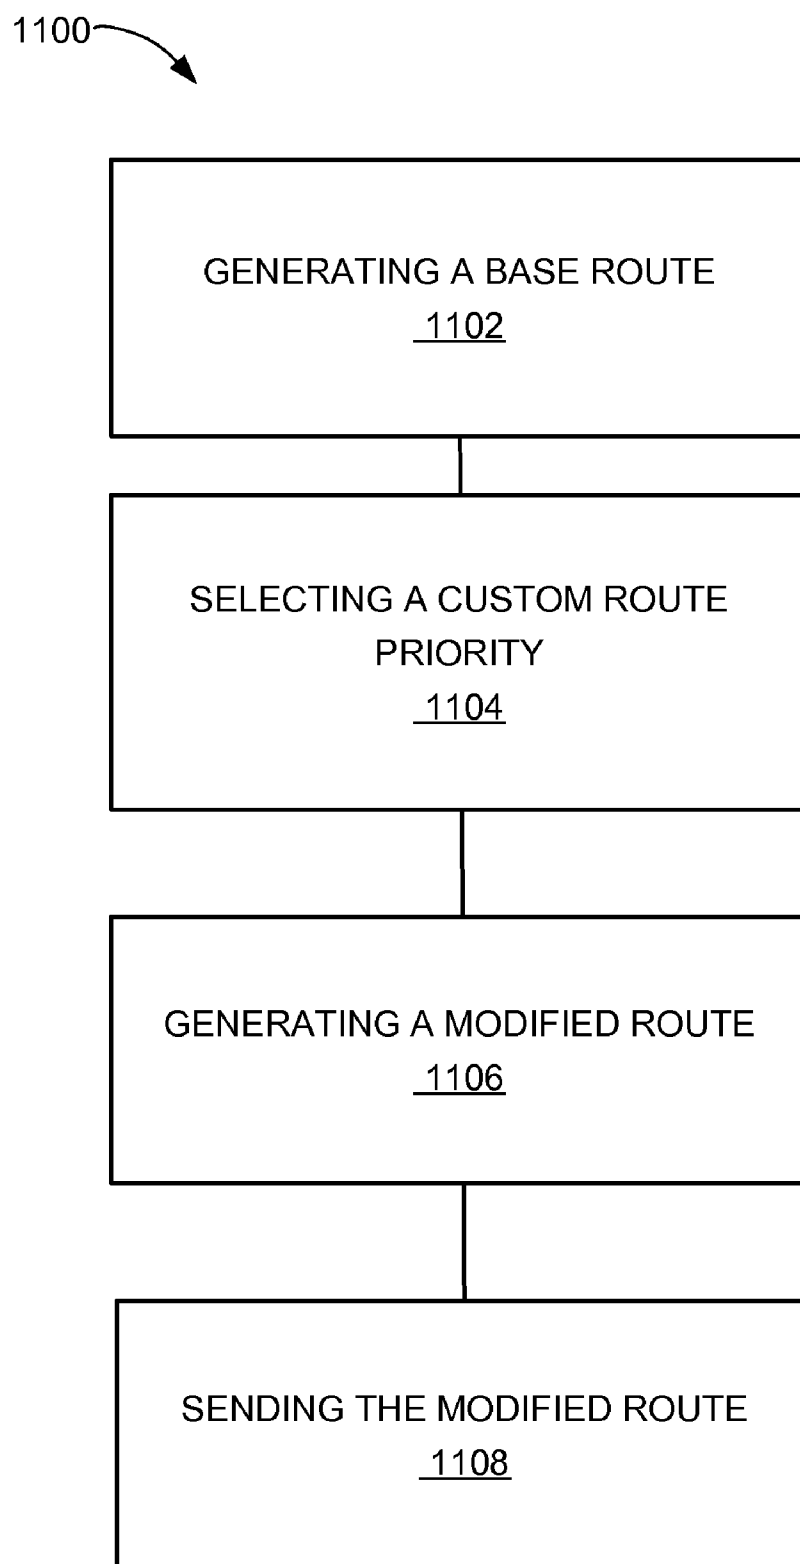 1100
GENERATING A BASE ROUTE
1102
SELECTING A CUSTOM ROUTE
PRIORITY
1104
GENERATING A MODIFIED ROUTE
1106
SENDING THE MODIFIED ROUTE
1108